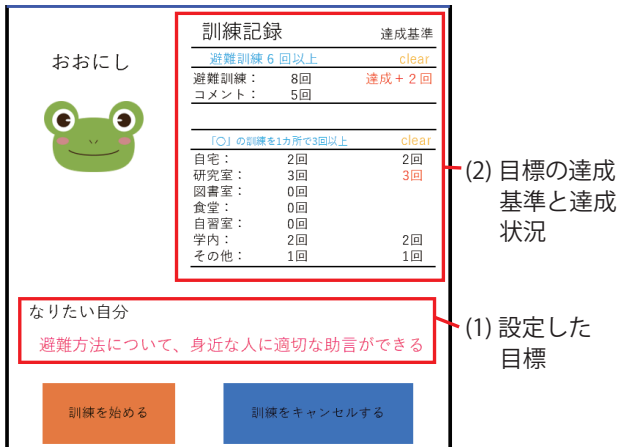 おおにし
訓練記録 達成基準
避難訓練 6 回以上 clear
避難訓練： 8回 達成＋２回
コメント： 5回
「〇」の訓練を1カ所で3回以上 clear
自宅： 2回 2回
研究室： 3回 3回
図書室： 0回
食堂： 0回
自習室： 0回
学内： 2回 2回
その他： 1回 1回
(2) 目標の達成
基準と達成
状況
なりたい自分
避難方法について、身近な人に適切な助言ができる
(1) 設定した
目標
訓練を始める 訓練をキャンセルする